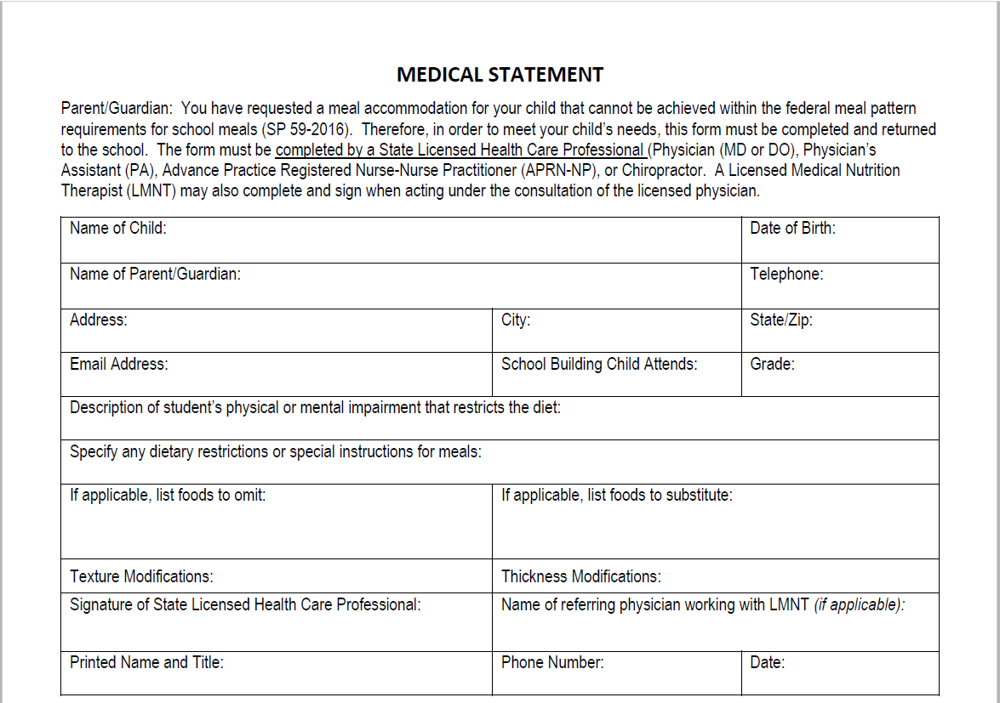 MEDICAL STATEMENT
Parent/Guardian:  You have requested a meal accommodation for your child that cannot be achieved within the federal meal pattern
requirements for school meals (SP 59-2016).  Therefore, in order to meet your child’s needs, this form must be completed and returned
to the school.  The form must be completed by a State Licensed Health Care Professional (Physician (MD or DO), Physician’s
Assistant (PA), Advance Practice Registered Nurse-Nurse Practitioner (APRN-NP), or Chiropractor.  A Licensed Medical Nutrition
Therapist (LMNT) may also complete and sign when acting under the consultation of the licensed physician.
Name of Child: Date of Birth:
Name of Parent/Guardian: Telephone:
Address: City: State/Zip:
Email Address: School Building Child Attends: Grade:
Description of student’s physical or mental impairment that restricts the diet:
Specify any dietary restrictions or special instructions for meals:
If applicable, list foods to omit: If applicable, list foods to substitute:
Texture Modifications: Thickness Modifications:
Signature of State Licensed Health Care Professional: Name of referring physician working with LMNT (if applicable):
Printed Name and Title: Phone Number: Date: